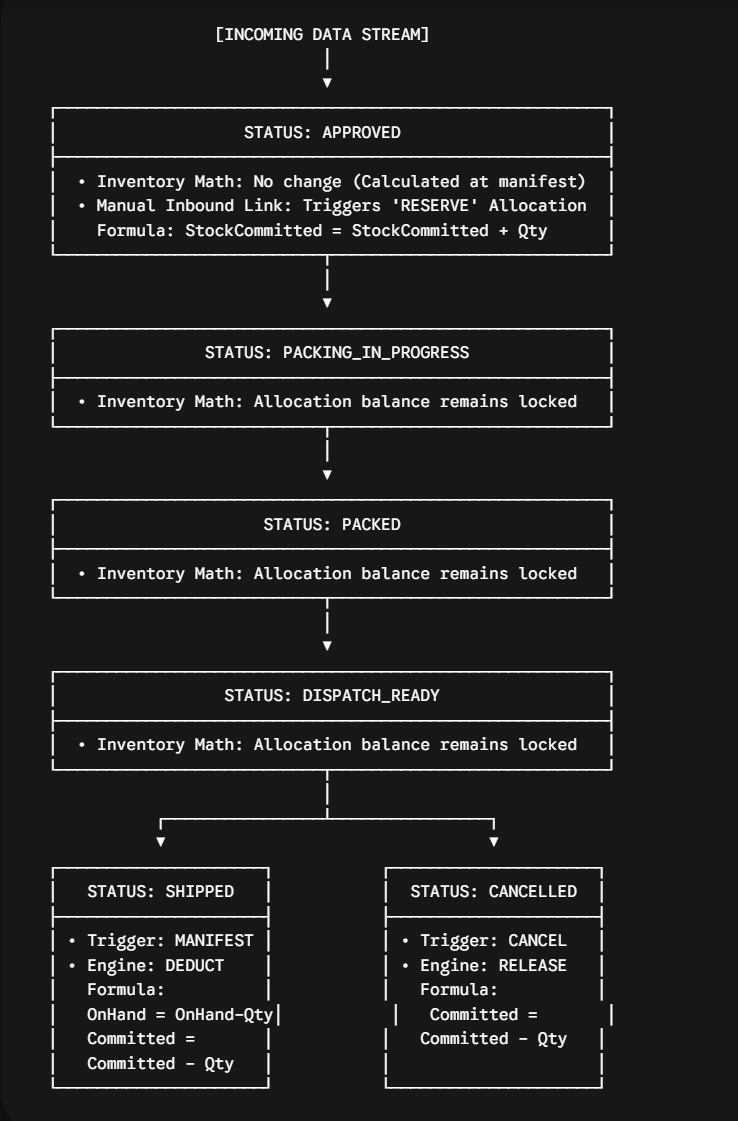 [INCOMING DATA STREAM]
STATUS: APPROVED
• Inventory Math: No change (Calculated at manifest)
• Manual Inbound Link: Triggers 'RESERVE' Allocation
Formula: StockCommitted = StockCommitted + Qty
STATUS: PACKING_IN_PROGRESS
• Inventory Math: Allocation balance remains locked
STATUS: PACKED
• Inventory Math: Allocation balance remains locked
STATUS: DISPATCH_READY
• Inventory Math: Allocation balance remains locked
STATUS: SHIPPED
• Trigger: MANIFEST
• Engine: DEDUCT
Formula:
OnHand = OnHand-Qty
Committed =
Committed - Qty
STATUS: CANCELLED
• Trigger: CANCEL
• Engine: RELEASE
Formula:
Committed =
Committed - Qty